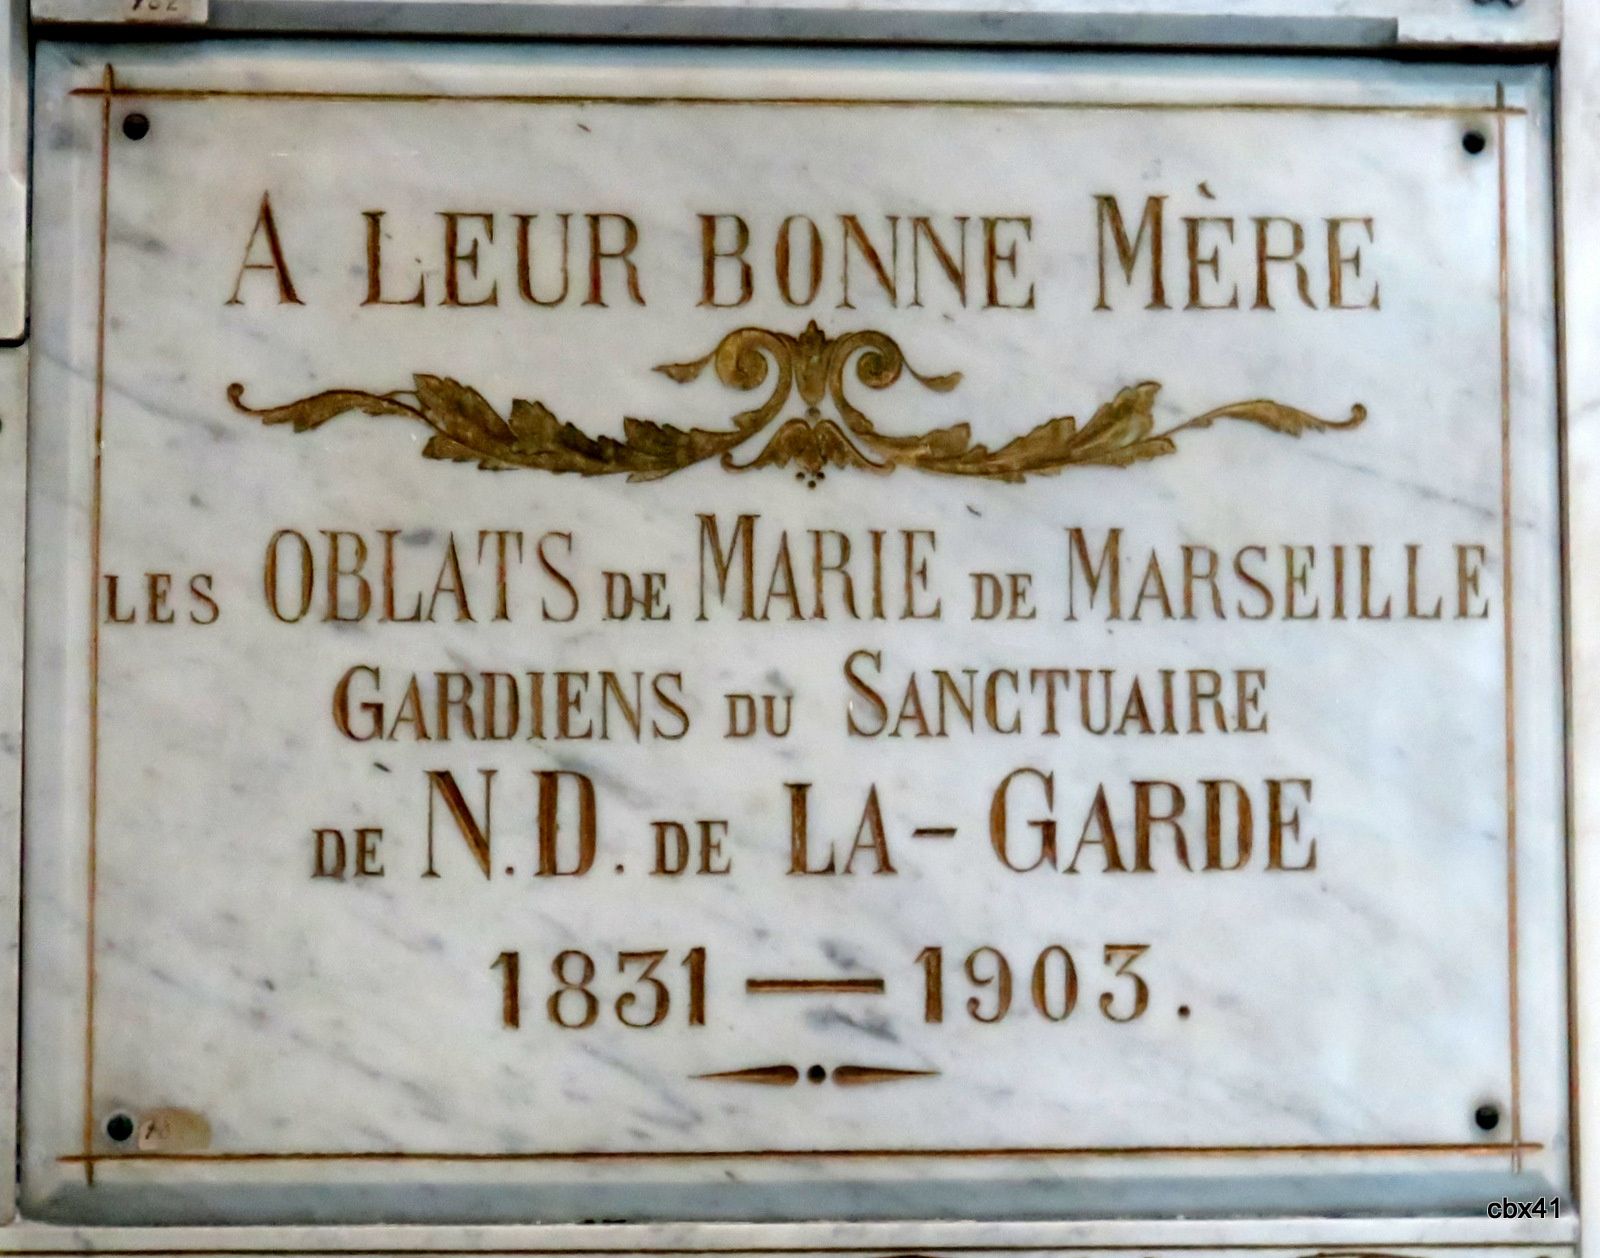 A LEUR BONNE MÈRE
LES OBLATS DE MARIE DE MARSEILLE
GARDIENS DU SANCTUAIRE
DE N.D. DE LA-GARDE
1831 — 1903.
cbx41